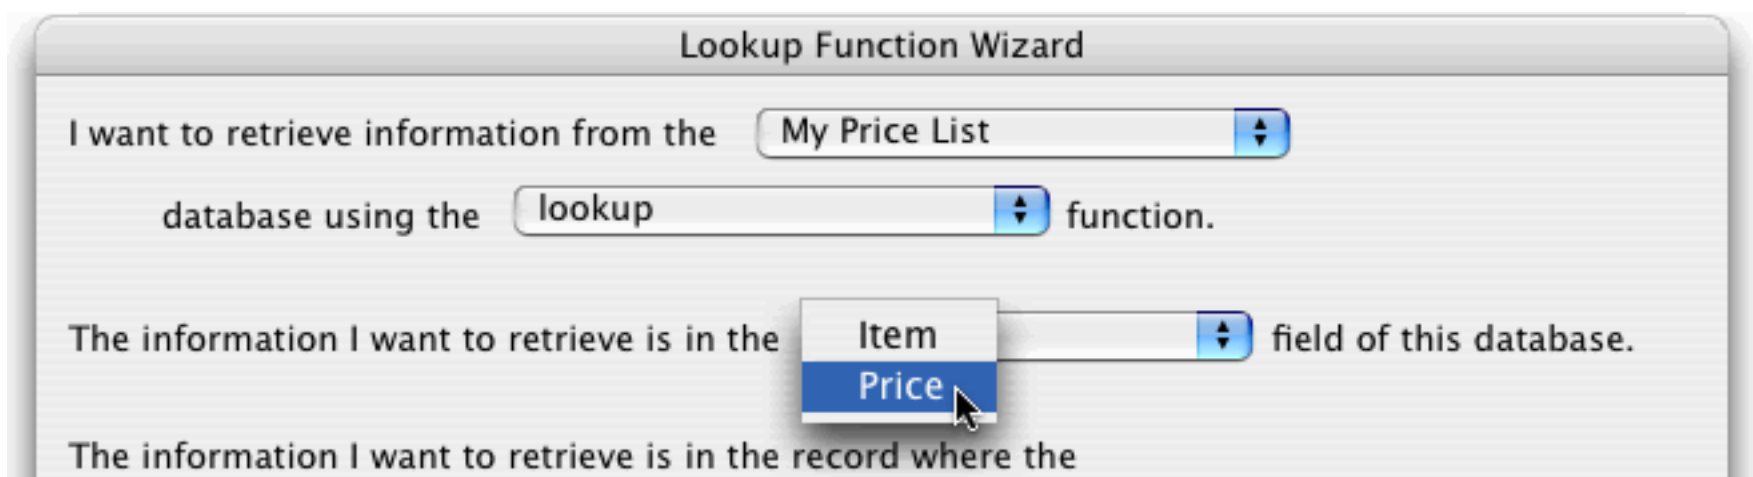 Lookup Function Wizard
I want to retrieve information from the My Price List
database using the lookup function.
The information I want to retrieve is in the Item field of this database.
Price
The information I want to retrieve is in the record where the